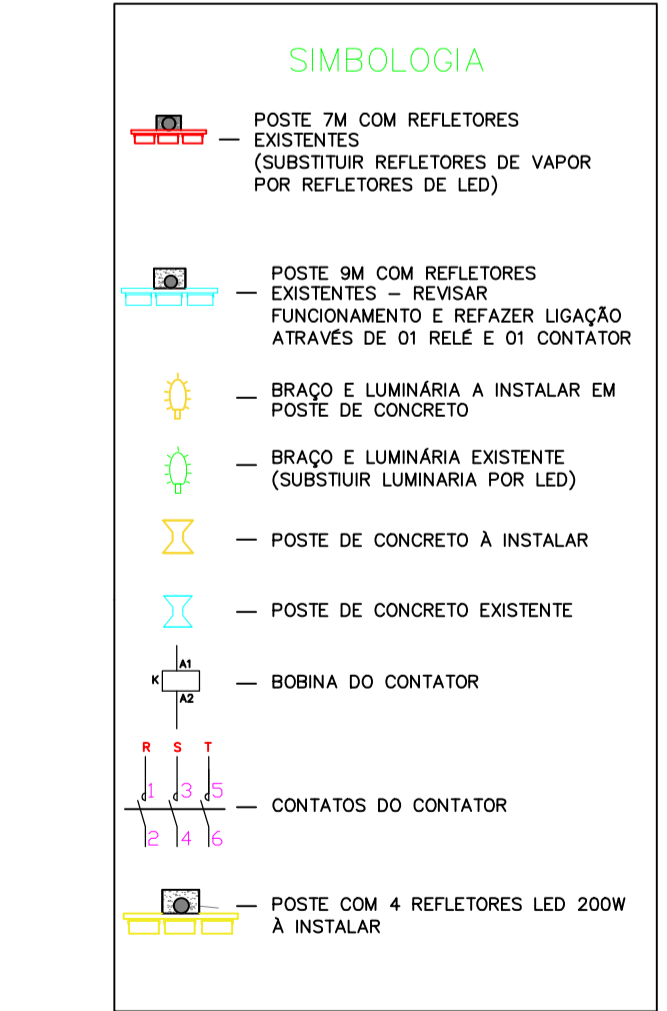 SIMBOLOGIA
POSTE 7M COM REFLETORES
— EXISTENTES
(SUBSTITUIR REFLETORES DE VAPOR
POR REFLETORES DE LED)
POSTE 9M COM REFLETORES
— EXISTENTES – REVISAR
FUNCIONAMENTO E REFAZER LIGAÇÃO
ATRAVÉS DE 01 RELÉ E 01 CONTATOR
— BRAÇO E LUMINÁRIA A INSTALAR EM
POSTE DE CONCRETO
— BRAÇO E LUMINÁRIA EXISTENTE
(SUBSTIUIR LUMINARIA POR LED)
— POSTE DE CONCRETO À INSTALAR
— POSTE DE CONCRETO EXISTENTE
A1
K
A2
— BOBINA DO CONTATOR
R S T
1 3 5
— CONTATOS DO CONTATOR
2 4 6
— POSTE COM 4 REFLETORES LED 200W
À INSTALAR